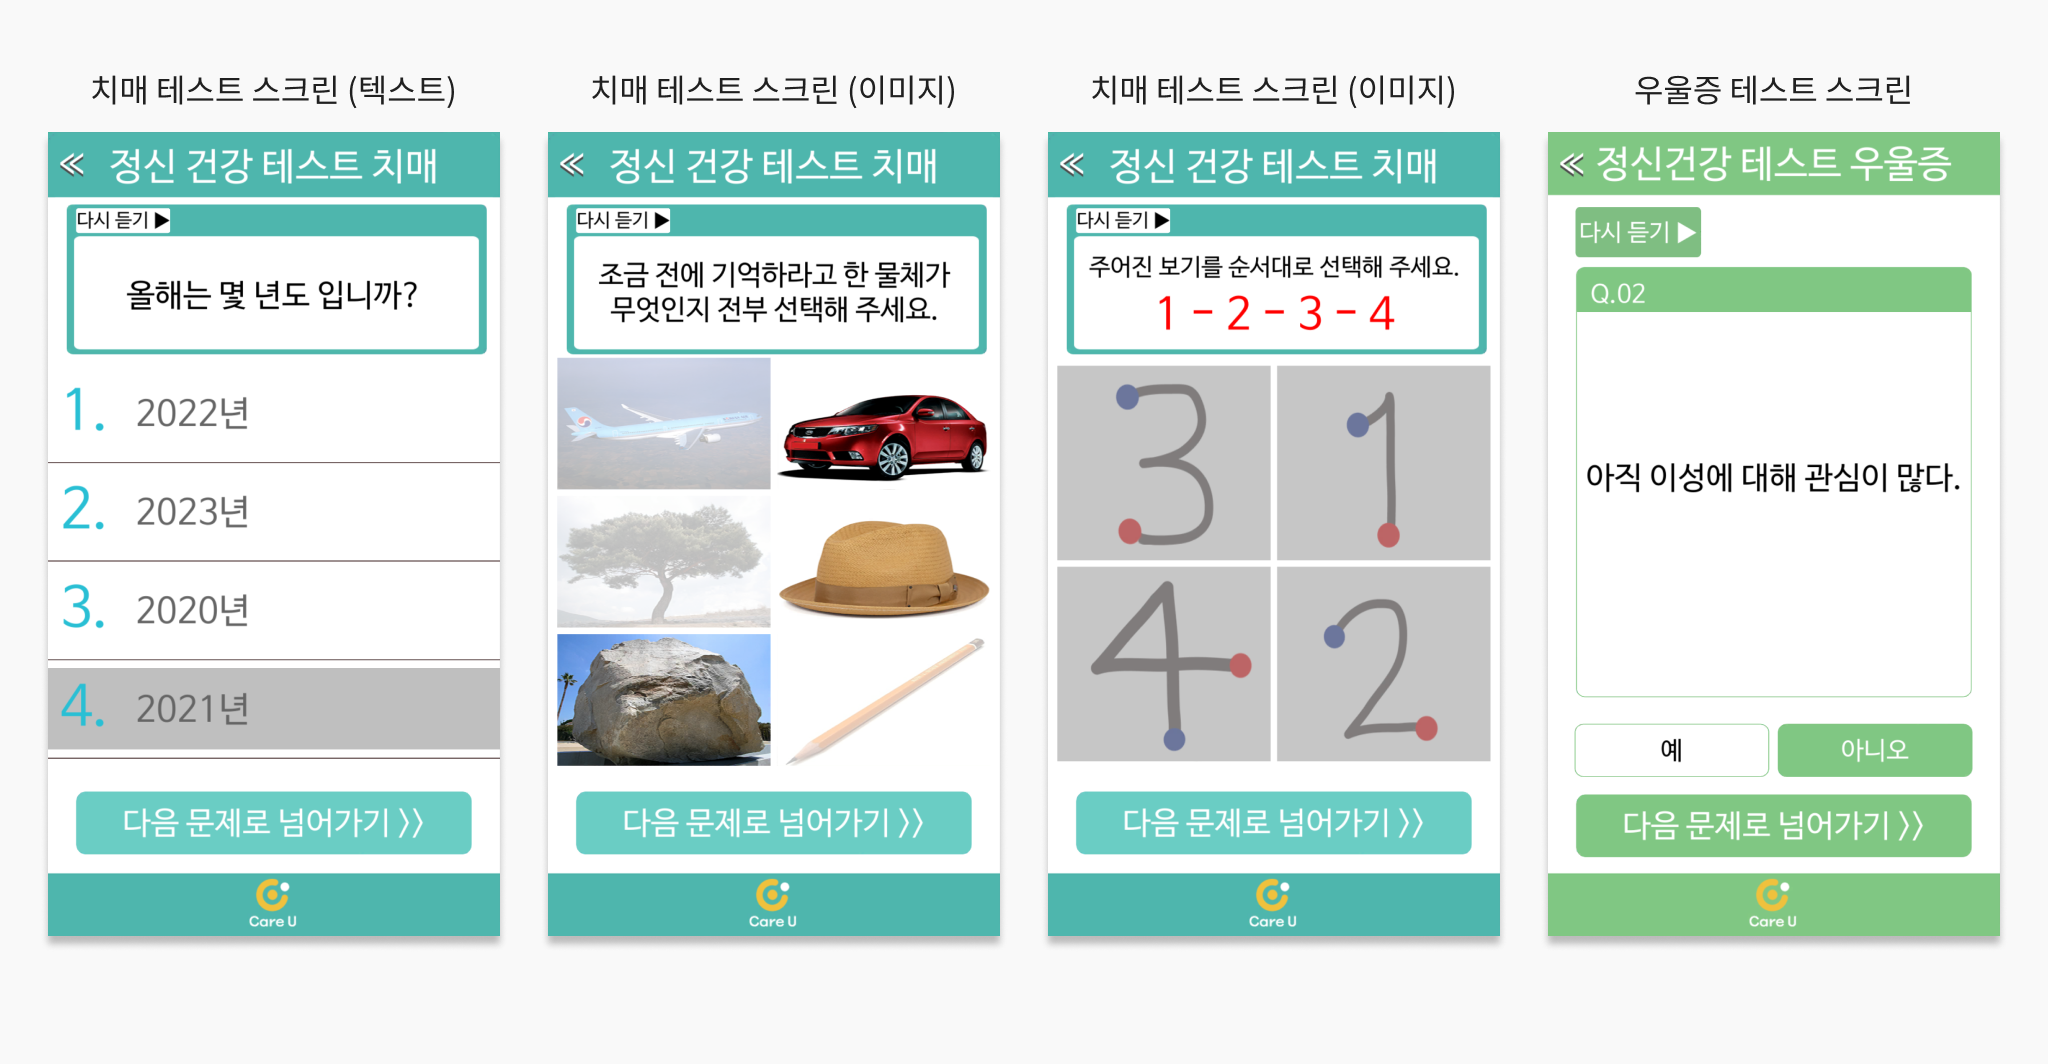 치매 테스트 스크린 (텍스트)
정신 건강 테스트 치매
다시 듣기 ▶
올해는 몇 년도 입니까?
1. 2022년
2. 2023년
3. 2020년
4. 2021년
다음 문제로 넘어가기 〉〉
Care U
치매 테스트 스크린 (이미지)
정신 건강 테스트 치매
다시 듣기 ▶
조금 전에 기억하라고 한 물체가
무엇인지 전부 선택해 주세요.
다음 문제로 넘어가기 〉〉
Care U
치매 테스트 스크린 (이미지)
정신 건강 테스트 치매
다시 듣기 ▶
주어진 보기를 순서대로 선택해 주세요.
1 - 2 - 3 - 4
3 1
4 2
다음 문제로 넘어가기 〉〉
Care U
우울증 테스트 스크린
정신건강 테스트 우울증
다시 듣기 ▶
Q.02
아직 이성에 대해 관심이 많다.
예 아니오
다음 문제로 넘어가기 〉〉
Care U